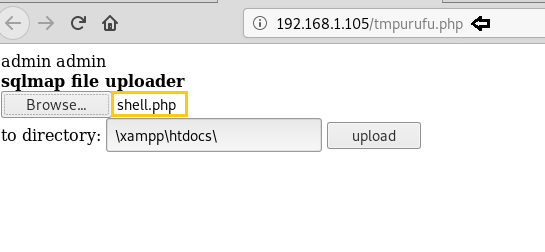 192.168.1.105/tmpurufu.php
admin admin
sqlmap file uploader
Browse... shell.php
to directory: \xampp\htdocs\ upload